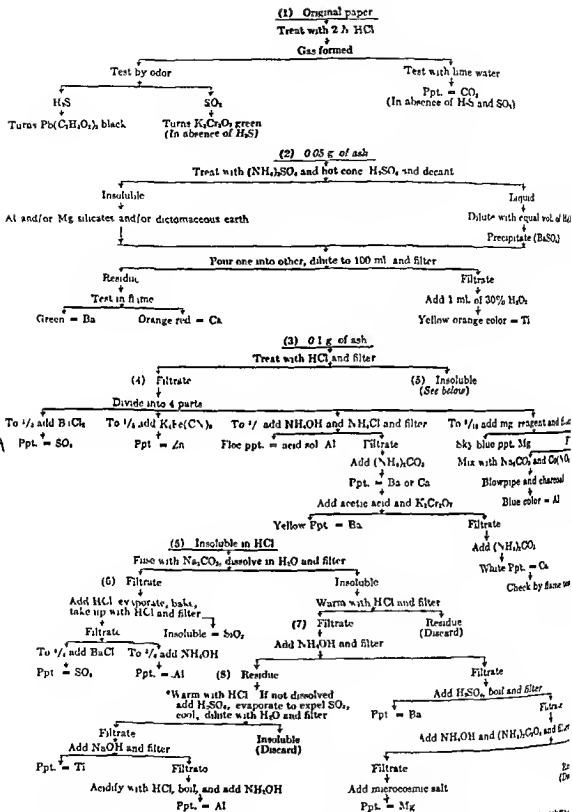 (1) Original paper
Treat with 2 N HCl
Gas formed
Test by odor
Test with lime water
H₂S
SO₂
Ppt. = CO₂
(In absence of H₂S and SO₂)
Turns Pb(C₂H₃O₂)₂ black
Turns K₂Cr₂O₇ green
(In absence of H₂S)
(2) 0.05 g of ash
Treat with (NH₄)₂SO₄ and hot conc H₂SO₄ and decant
Insoluble
Liquid
Al and/or Mg silicates and/or diatomaceous earth
Dilute with equal vol. of
Precipitate (BaSO₄)
Pour one into other, dilute to 100 ml and filter
Residue
Filtrate
Test in flame
Add 1 ml. of 30% H₂O₂
Green = Ba
Orange red = Ca
Yellow orange color = Ti
(3) 0.1 g of ash
Treat with HCl and filter
(4) Filtrate
(5) Insoluble
(See below)
Divide into 4 parts
To add BaCl₂
To add K₄Fe(CN)₆
To add NH₄OH and NH₄Cl and filter
To add mg reagent and
Ppt. = SO₄
Ppt = Zn
Floc ppt. = acid sol Al
Filtrate
Sky blue ppt. Mg
Add (NH₄)₂CO₃
Mix with Na₂CO₃ and
Ppt. = Ba or Ca
Blowpipe and charcoal
Add acetic acid and K₂Cr₂O₇
Blue color = Al
Yellow Ppt = Ba
Filtrate
Add (NH₄)₂CO₃
White Ppt. = Ca
Check by flame test
(5) Insoluble in HCl
Fuse with Na₂CO₃, dissolve in H₂O and filter
(6) Filtrate
Insoluble
Add HCl evaporate, bake,
take up with HCl and filter
Warm with HCl and filter
(7) Filtrate
Residue
(Discard)
Filtrate
Insoluble = SiO₂
Add NH₄OH and filter
To ½ add BaCl
To ½ add NH₄OH
Ppt = SO₄
Ppt. = Al
(8) Residue
Filtrate
*Warm with HCl If not dissolved
add H₂SO₄, evaporate to expel SO₃,
cool, dilute with H₂O and filter
Add H₂SO₄, boil and filter
Ppt = Ba
Filtrate
Filtrate
Insoluble
(Discard)
Add NH₄OH and (NH₄)₂C₂O₄ and
Add NaOH and filter
Ppt. = Ti
Filtrate
Filtrate
Acidify with HCl, boil, and add NH₄OH
Add microcosmic salt
Ppt. = Al
Ppt. = Mg